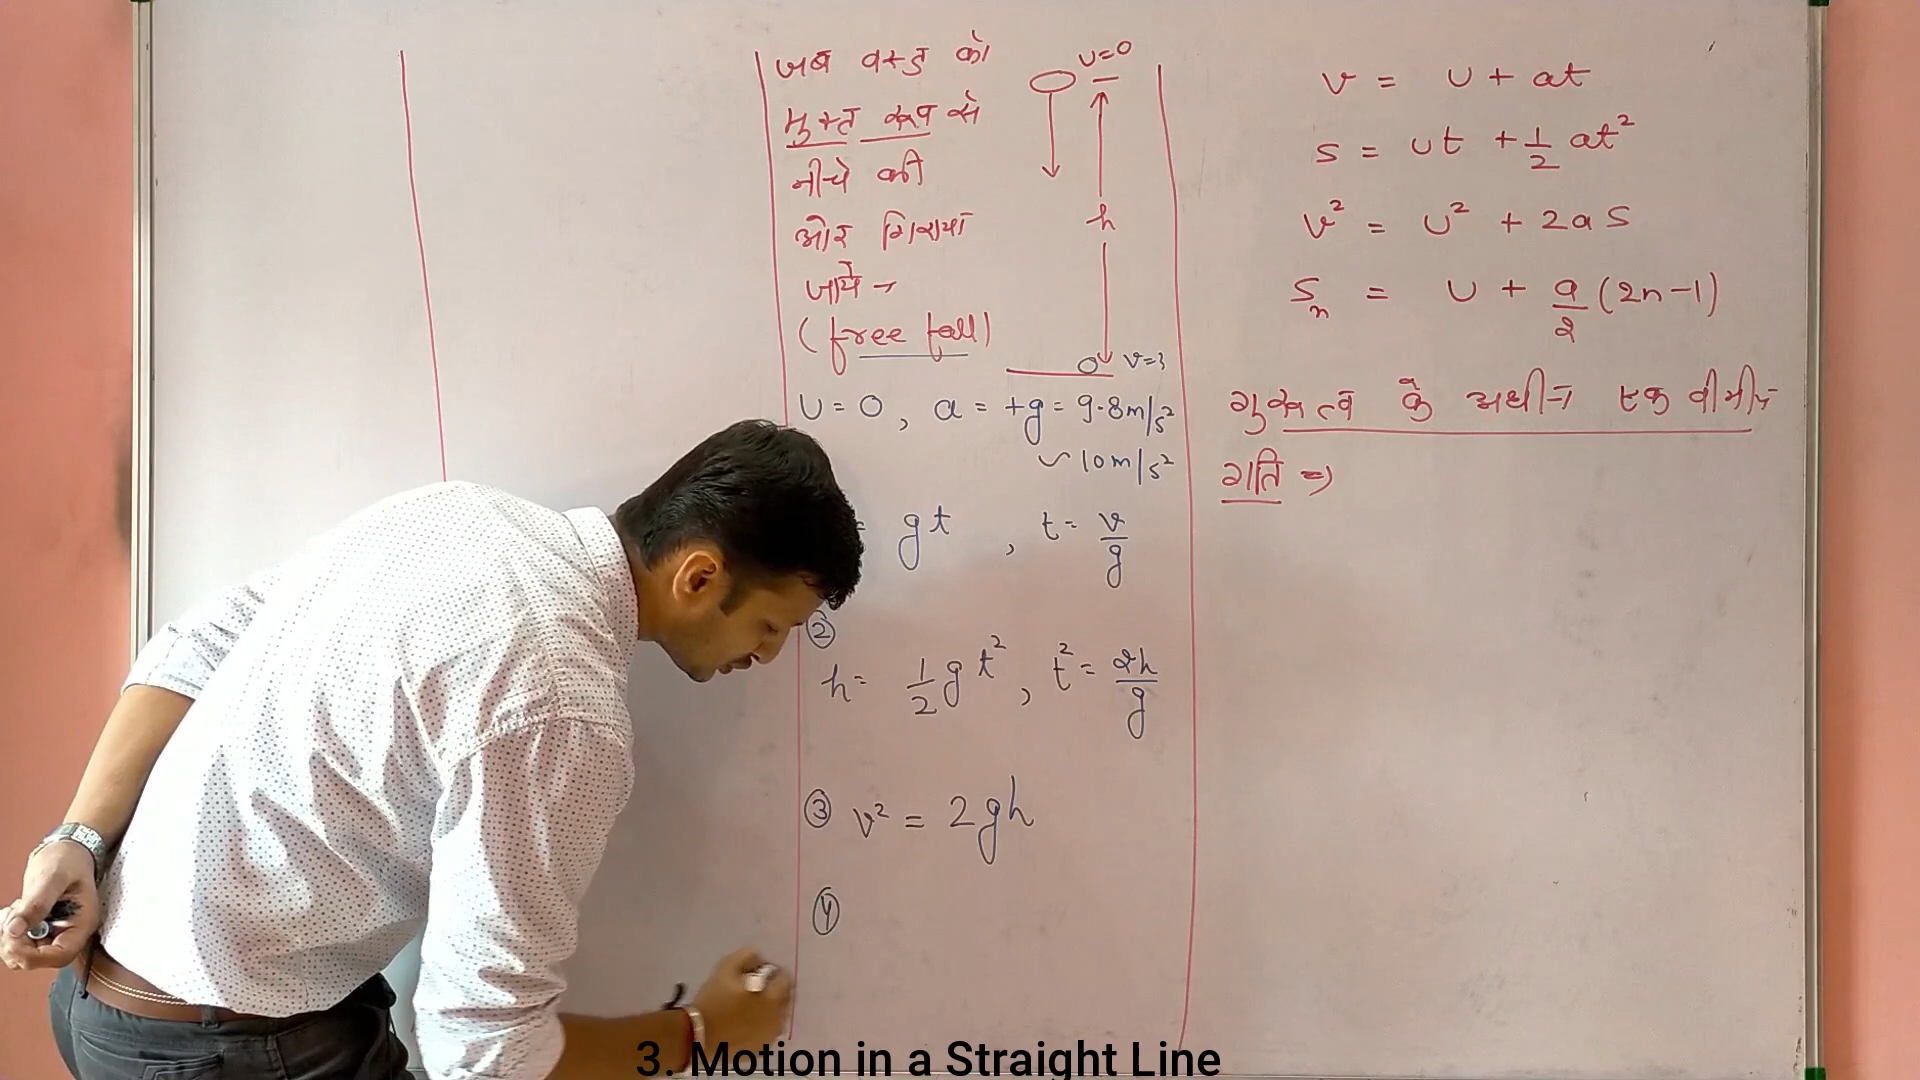 जब वस्तु को
मुक्त रूप से
नीचे की
ओर गिराया
जाये →
(free fall)
u=0
h
v=?
u = 0 , a = +g = 9.8m/s²
~ 10m/s²
= gt , t = v/g
②
h = 1/2 g t² , t² = 2h/g
③ v² = 2gh
④
v = u + at
s = ut + 1/2 at²
v² = u² + 2as
Sₙ = u + a/2 (2n-1)
गुरुत्व के अधीन एक वीमीय
गति ⇒
3. Motion in a Straight Line